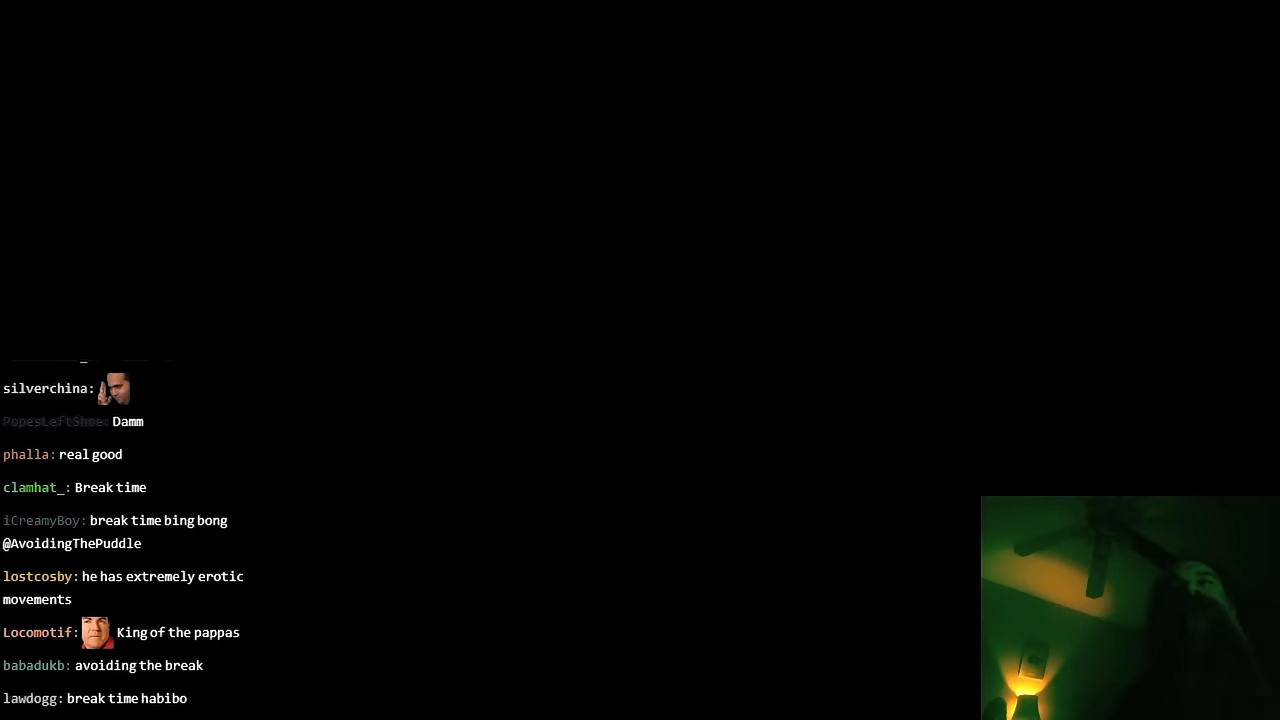 silverchina:
PopesLeftShoe: Damm
phalla: real good
clamhat_: Break time
iCreamyBoy: break time bing bong
@AvoidingThePuddle
lostcosby: he has extremely erotic
movements
Locomotif: King of the pappas
babadukb: avoiding the break
lawdogg: break time habibo